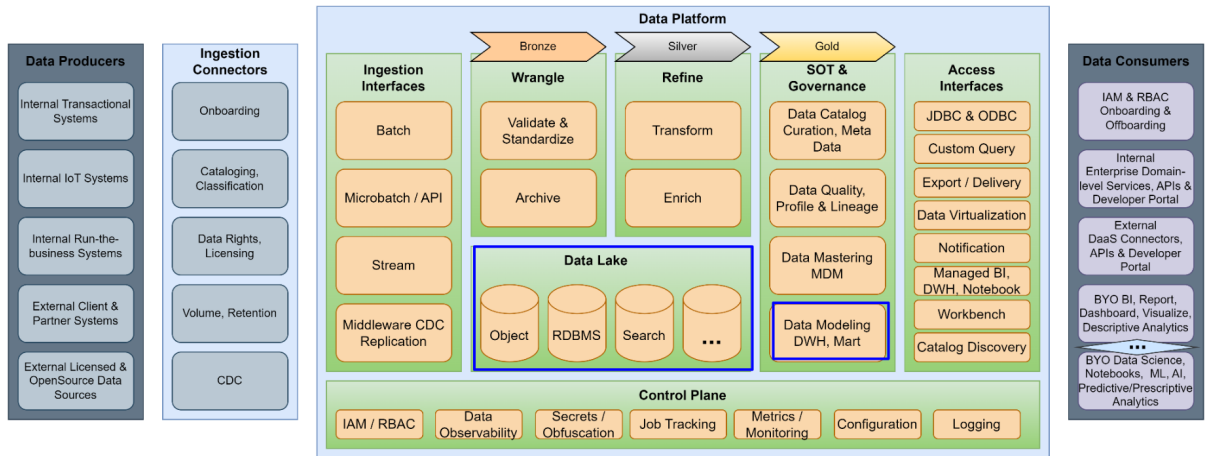 Data Platform
Data Producers
Internal Transactional
Systems
Internal IoT Systems
Internal Run-the-
business Systems
External Client &
Partner Systems
External Licensed &
OpenSource Data
Sources
Ingestion
Connectors
Onboarding
Cataloging,
Classification
Data Rights,
Licensing
Volume, Retention
CDC
Bronze
Silver
Gold
Ingestion
Interfaces
Batch
Microbatch / API
Stream
Middleware CDC
Replication
Wrangle
Validate &
Standardize
Archive
Refine
Transform
Enrich
Data Lake
Object
RDBMS
Search
...
SOT &
Governance
Data Catalog
Curation, Meta
Data
Data Quality,
Profile & Lineage
Data Mastering
MDM
Data Modeling
DWH, Mart
Access
Interfaces
JDBC & ODBC
Custom Query
Export / Delivery
Data Virtualization
Notification
Managed BI,
DWH, Notebook
Workbench
Catalog Discovery
Control Plane
IAM / RBAC
Data
Observability
Secrets /
Obfuscation
Job Tracking
Metrics /
Monitoring
Configuration
Logging
Data Consumers
IAM & RBAC
Onboarding &
Offboarding
Internal
Enterprise Domain-
level Services, APIs &
Developer Portal
External
DaaS Connectors,
APIs & Developer
Portal
BYO BI, Report,
Dashboard, Visualize,
Descriptive Analytics
...
BYO Data Science,
Notebooks, ML, AI,
Predictive/Prescriptive
Analytics